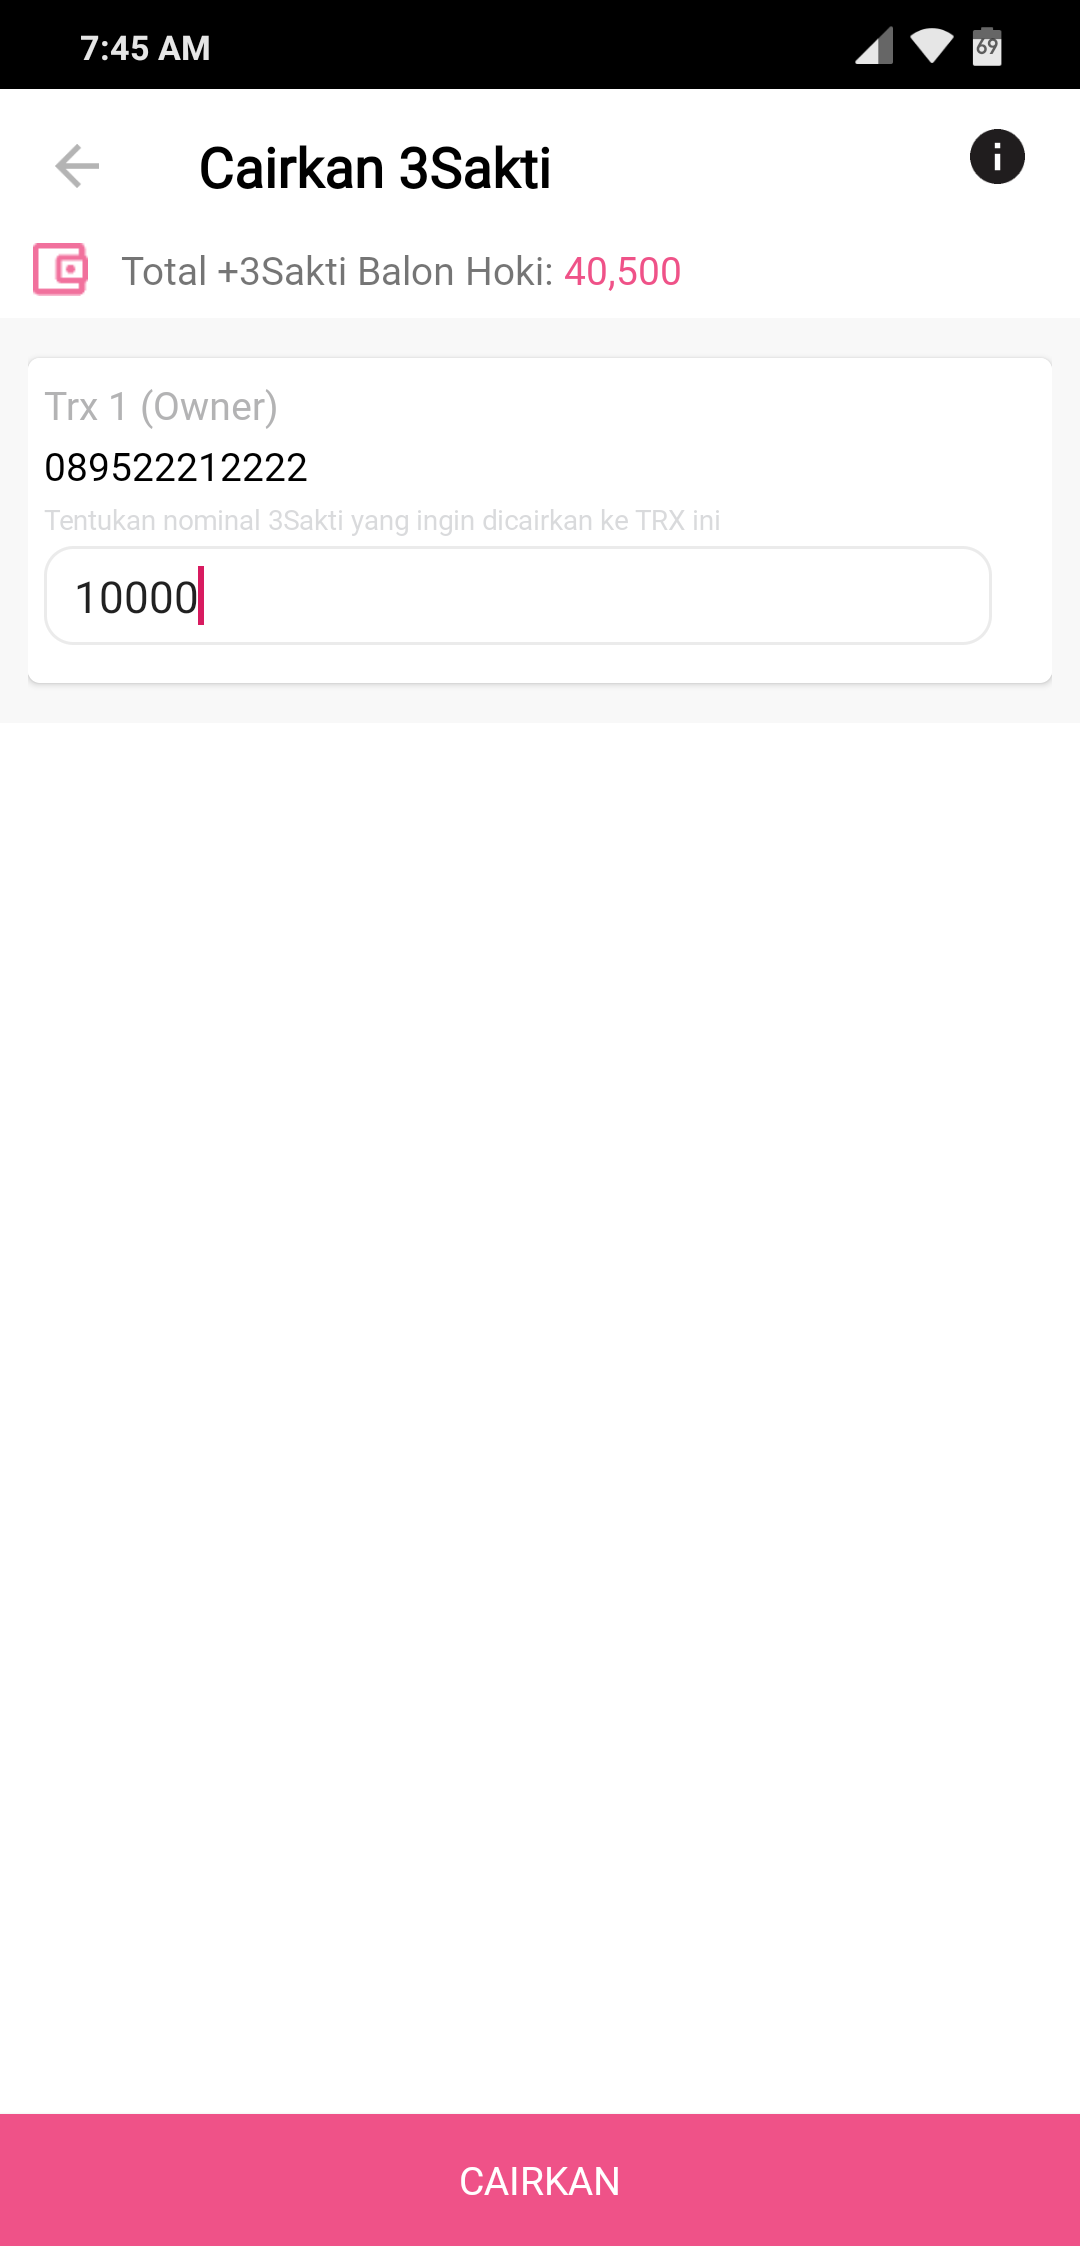 7:45 AM
69
Cairkan 3Sakti
Total +3Sakti Balon Hoki: 40,500
Trx 1 (Owner)
089522212222
Tentukan nominal 3Sakti yang ingin dicairkan ke TRX ini
10000
CAIRKAN